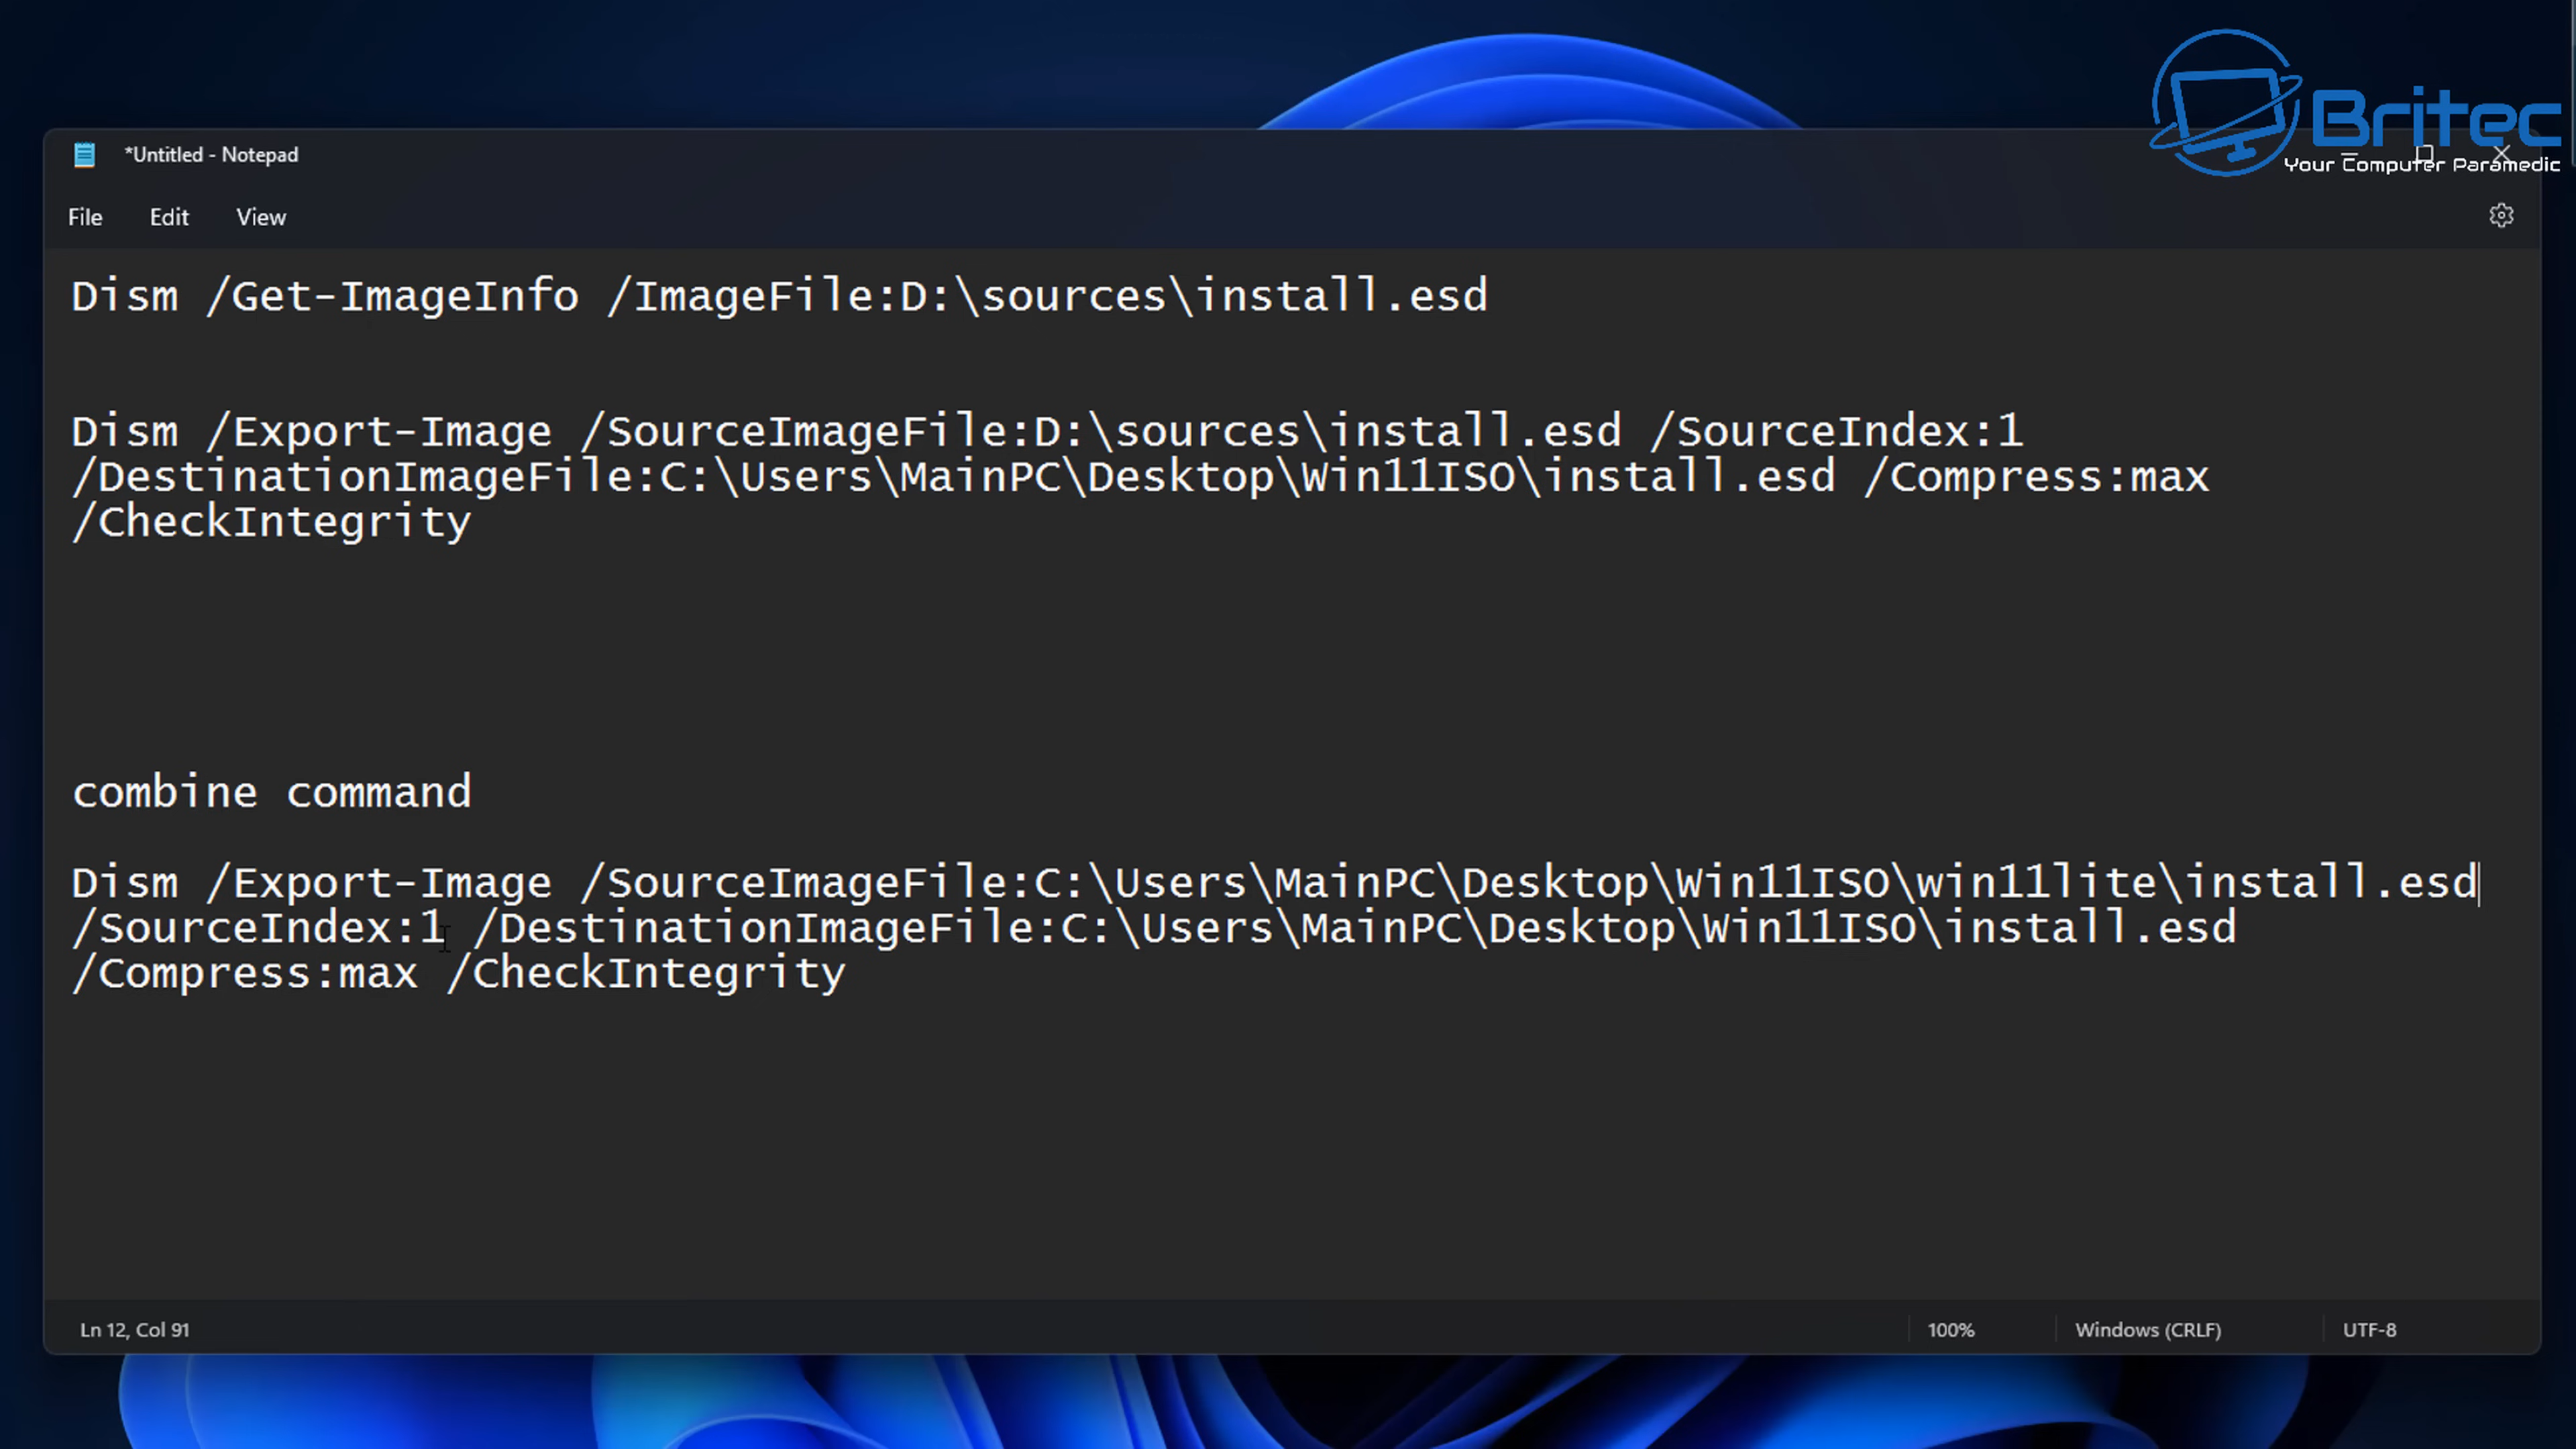 Britec
Your Computer Paramedic
*Untitled - Notepad
File Edit View
Dism /Get-ImageInfo /ImageFile:D:\sources\install.esd
Dism /Export-Image /SourceImageFile:D:\sources\install.esd /SourceIndex:1
/DestinationImageFile:C:\Users\MainPC\Desktop\Win11ISO\install.esd /Compress:max
/CheckIntegrity
combine command
Dism /Export-Image /SourceImageFile:C:\Users\MainPC\Desktop\Win11ISO\win11lite\install.esd
/SourceIndex:1 /DestinationImageFile:C:\Users\MainPC\Desktop\Win11ISO\install.esd
/Compress:max /CheckIntegrity
Ln 12, Col 91 100% Windows (CRLF) UTF-8